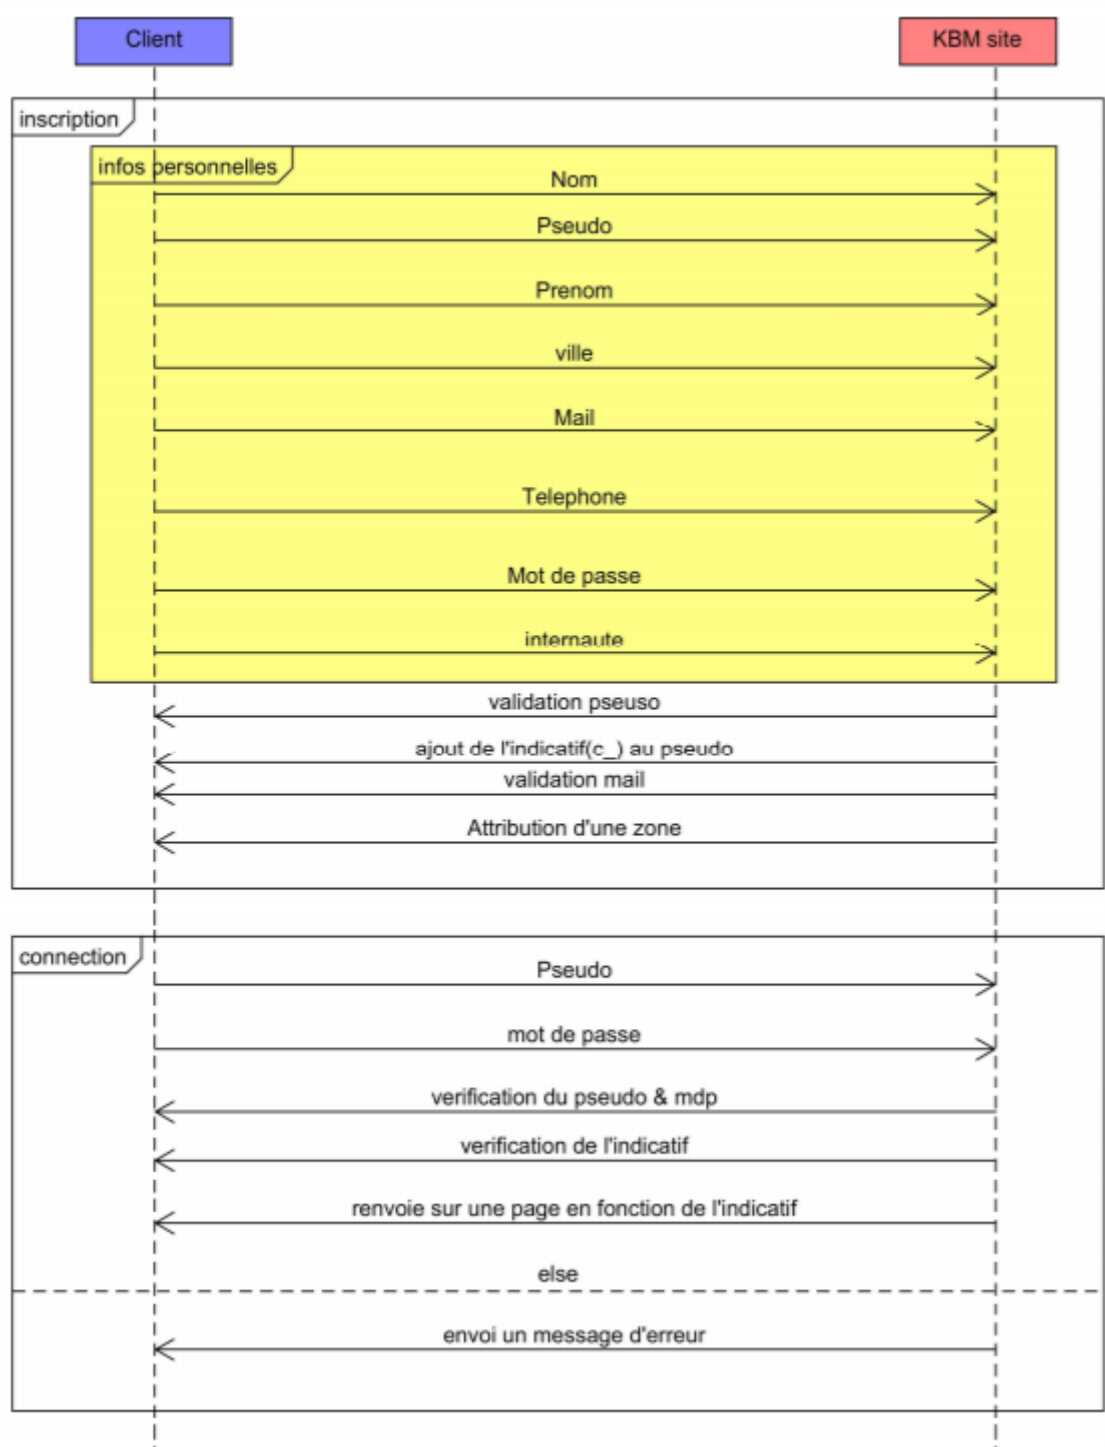 Client
KBM site
inscription
infos personnelles
Nom
Pseudo
Prenom
ville
Mail
Telephone
Mot de passe
internaute
validation pseuso
ajout de l'indicatif(c_) au pseudo
validation mail
Attribution d'une zone
connection
Pseudo
mot de passe
verification du pseudo & mdp
verification de l'indicatif
renvoie sur une page en fonction de l'indicatif
else
envoi un message d'erreur